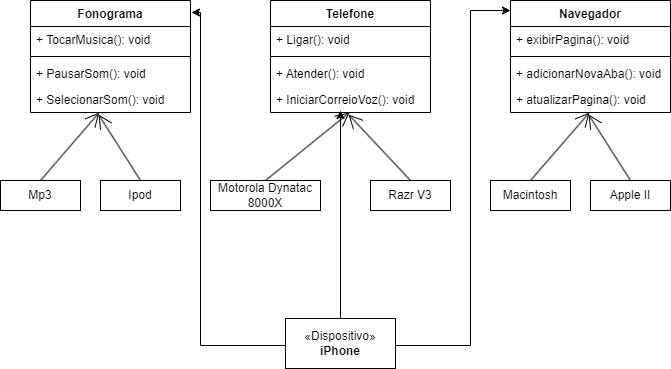 Fonograma
+ TocarMusica(): void
+ PausarSom(): void
+ SelecionarSom(): void
Telefone
+ Ligar(): void
+ Atender(): void
+ IniciarCorreioVoz(): void
Navegador
+ exibirPagina(): void
+ adicionarNovaAba(): void
+ atualizarPagina(): void
Mp3
Ipod
Motorola Dynatac
8000X
Razr V3
Macintosh
Apple II
«Dispositivo»
iPhone